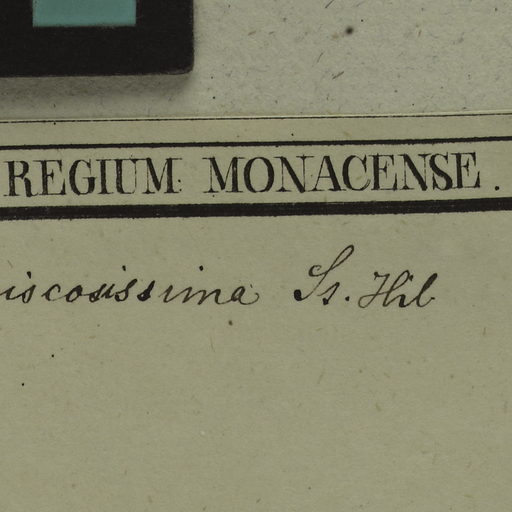 REGIUM MONACENSE.
iscosissima St. Hil